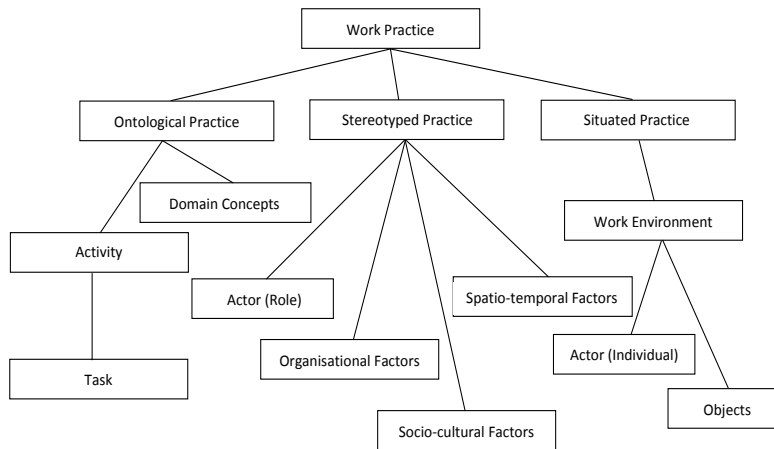 Work Practice
Ontological Practice
Stereotyped Practice
Situated Practice
Domain Concepts
Work Environment
Activity
Actor (Role)
Spatio-temporal Factors
Organisational Factors
Actor (Individual)
Task
Objects
Socio-cultural Factors